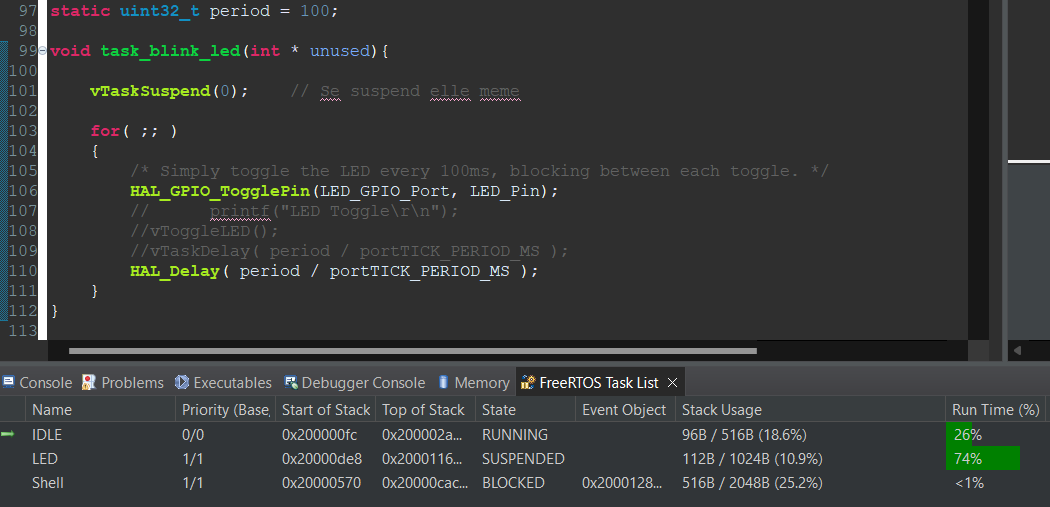 97 static uint32_t period = 100;
98
99 void task_blink_led(int * unused){
100
101 vTaskSuspend(0); // Se suspend elle meme
102
103 for( ;; )
104 {
105 /* Simply toggle the LED every 100ms, blocking between each toggle. */
106 HAL_GPIO_TogglePin(LED_GPIO_Port, LED_Pin);
107 // printf("LED Toggle\r\n");
108 //vToggleLED();
109 //vTaskDelay( period / portTICK_PERIOD_MS );
110 HAL_Delay( period / portTICK_PERIOD_MS );
111 }
112 }
113
Console Problems Executables Debugger Console Memory FreeRTOS Task List
Name Priority (Base, Start of Stack Top of Stack State Event Object Stack Usage Run Time (%)
IDLE 0/0 0x200000fc 0x200002a... RUNNING 96B / 516B (18.6%) 26%
LED 1/1 0x20000de8 0x2000116... SUSPENDED 112B / 1024B (10.9%) 74%
Shell 1/1 0x20000570 0x20000cac... BLOCKED 0x2000128... 516B / 2048B (25.2%) <1%